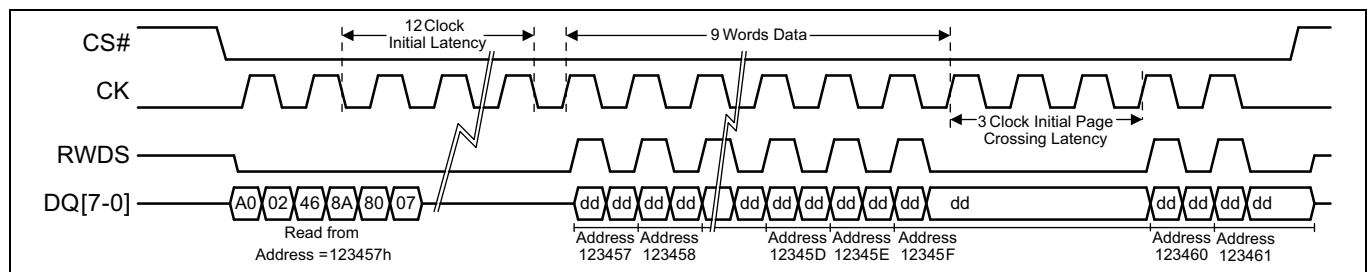 CS#
12 Clock
Initial Latency
9 Words Data
CK
3 Clock Initial Page
Crossing Latency
RWDS
DQ[7-0]
A0 02 46 8A 80 07 dd dd dd dd dd dd dd dd dd dd dd dd dd dd dd
Read from
Address =123457h
Address
123457
Address
123458
Address
12345D
Address
12345E
Address
12345F
Address
123460
Address
123461